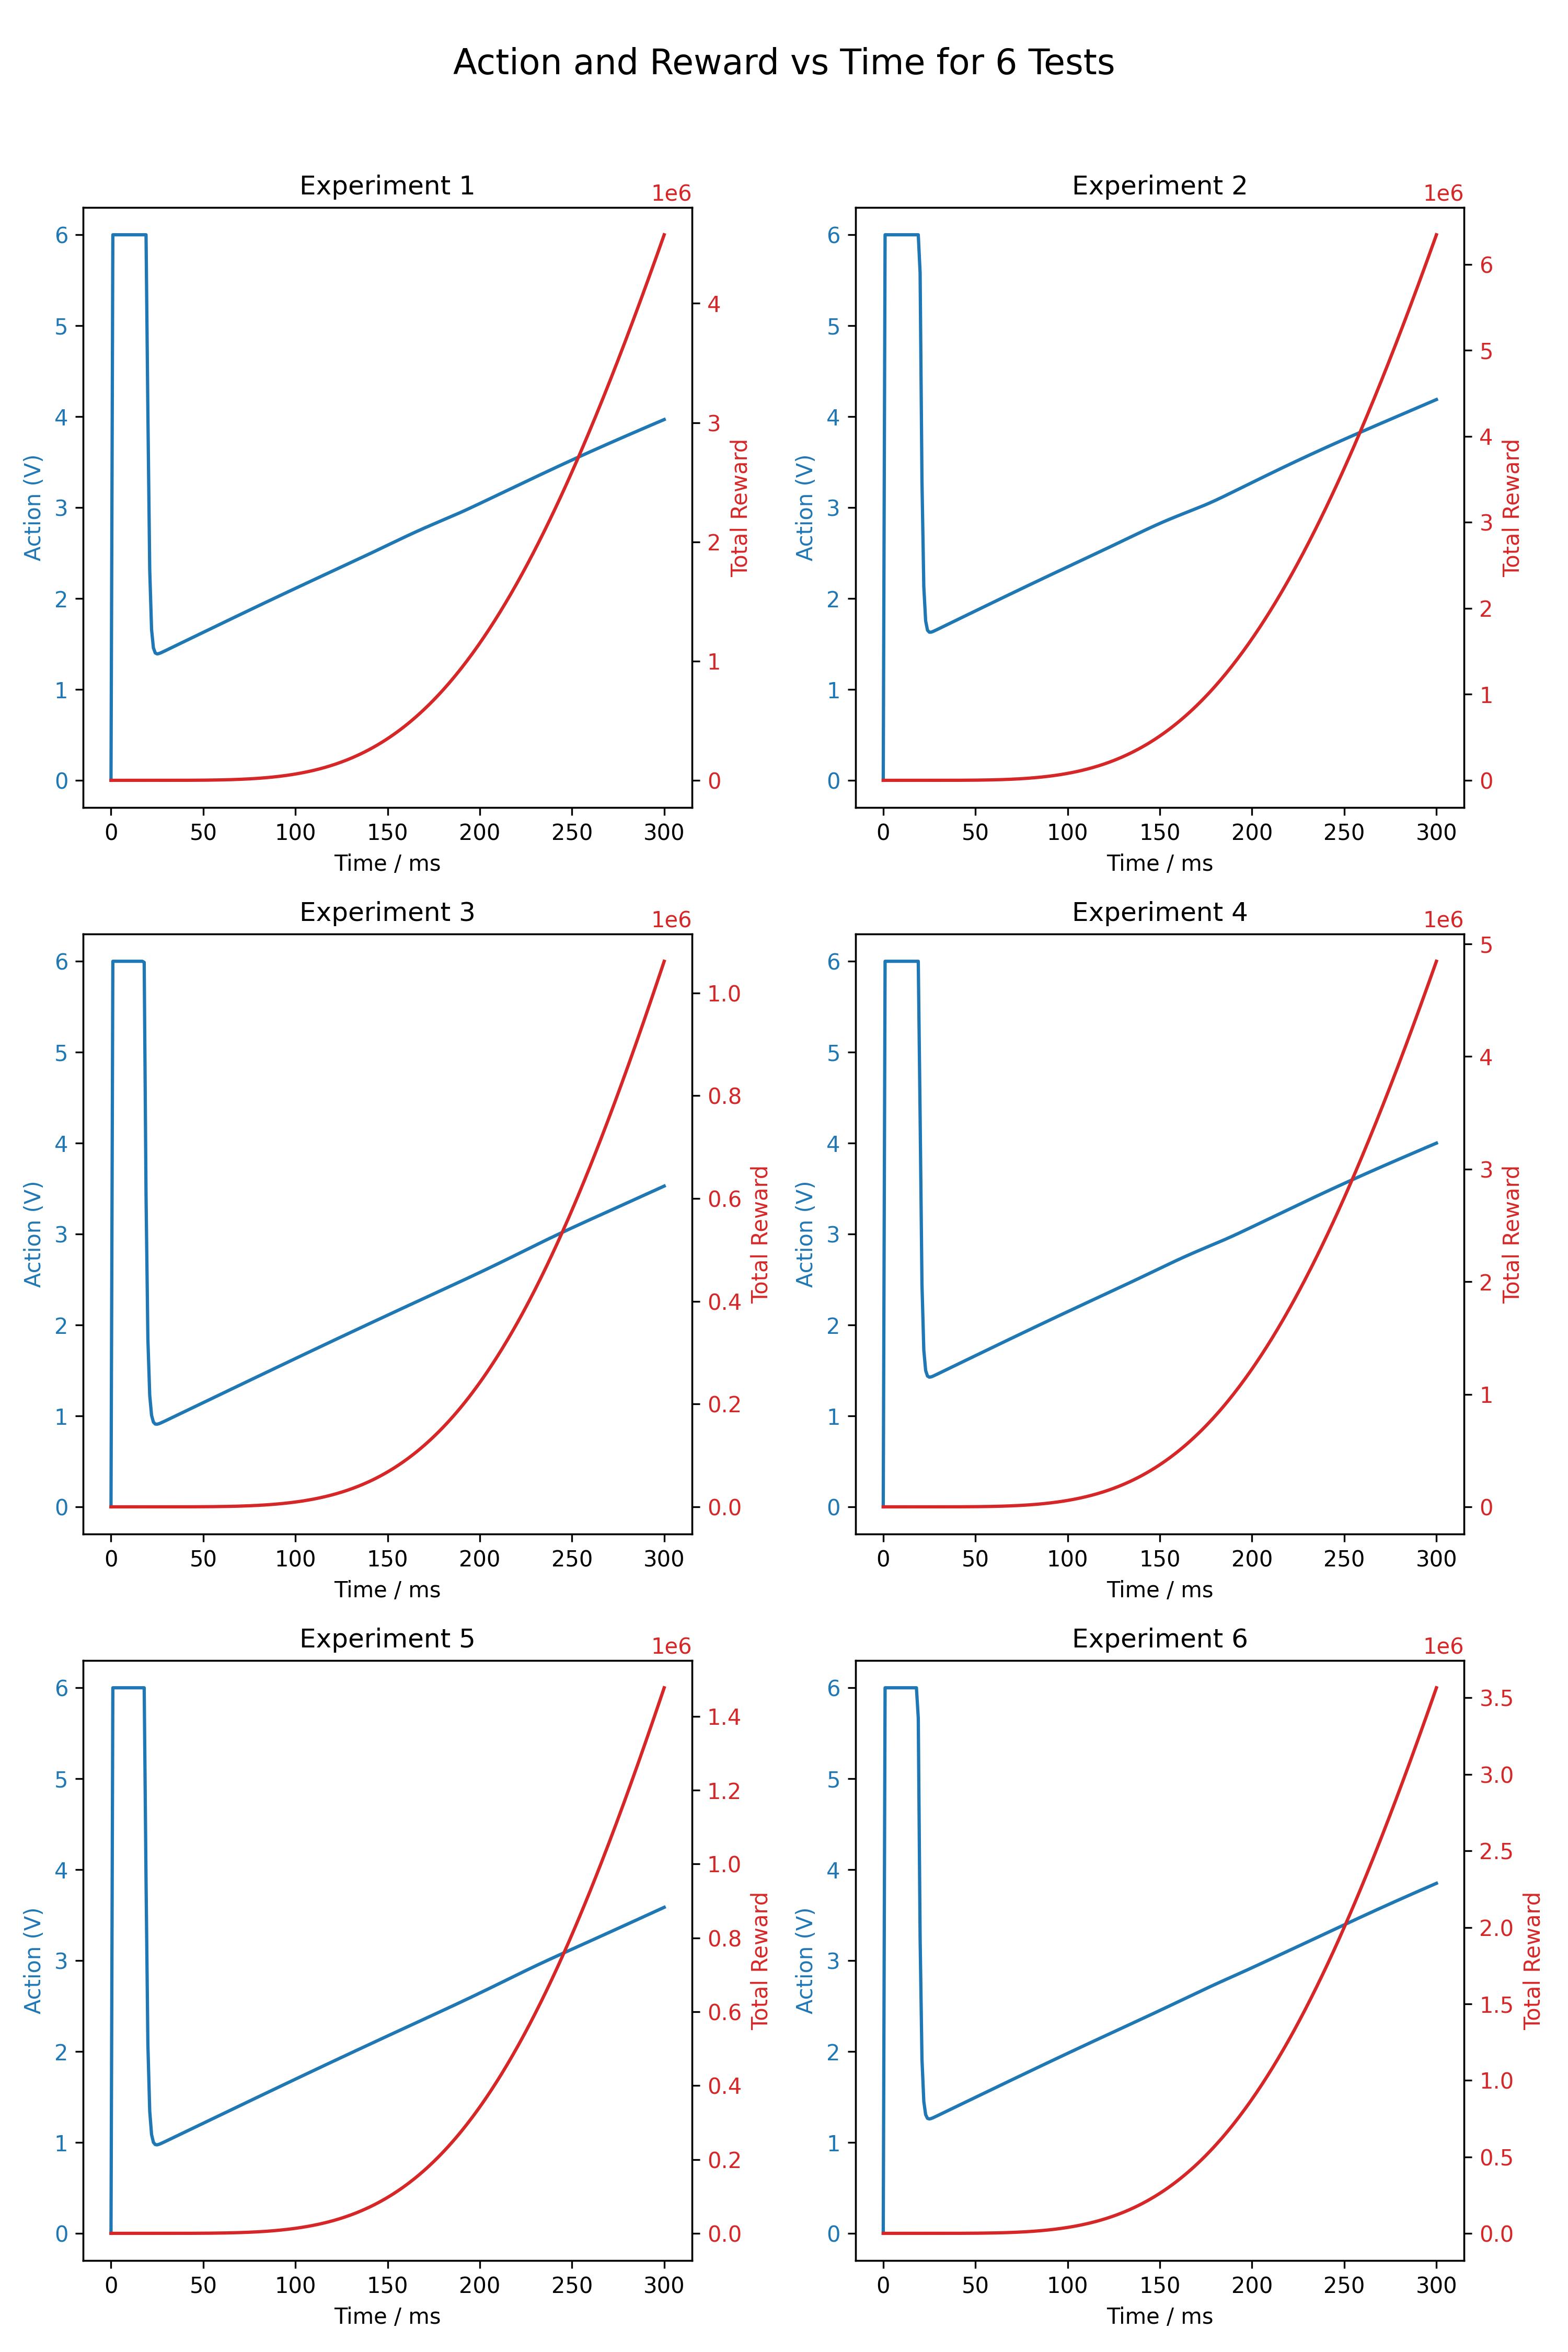 Action and Reward vs Time for 6 Tests
Experiment 1
1e6
6
5
4
3
2
1
0
Action (V)
4
3
2
1
0
Total Reward
0 50 100 150 200 250 300
Time / ms
Experiment 2
1e6
6
5
4
3
2
1
0
Action (V)
6
5
4
3
2
1
0
Total Reward
0 50 100 150 200 250 300
Time / ms
Experiment 3
1e6
6
5
4
3
2
1
0
Action (V)
1.0
0.8
0.6
0.4
0.2
0.0
Total Reward
0 50 100 150 200 250 300
Time / ms
Experiment 4
1e6
6
5
4
3
2
1
0
Action (V)
5
4
3
2
1
0
Total Reward
0 50 100 150 200 250 300
Time / ms
Experiment 5
1e6
6
5
4
3
2
1
0
Action (V)
1.4
1.2
1.0
0.8
0.6
0.4
0.2
0.0
Total Reward
0 50 100 150 200 250 300
Time / ms
Experiment 6
1e6
6
5
4
3
2
1
0
Action (V)
3.5
3.0
2.5
2.0
1.5
1.0
0.5
0.0
Total Reward
0 50 100 150 200 250 300
Time / ms